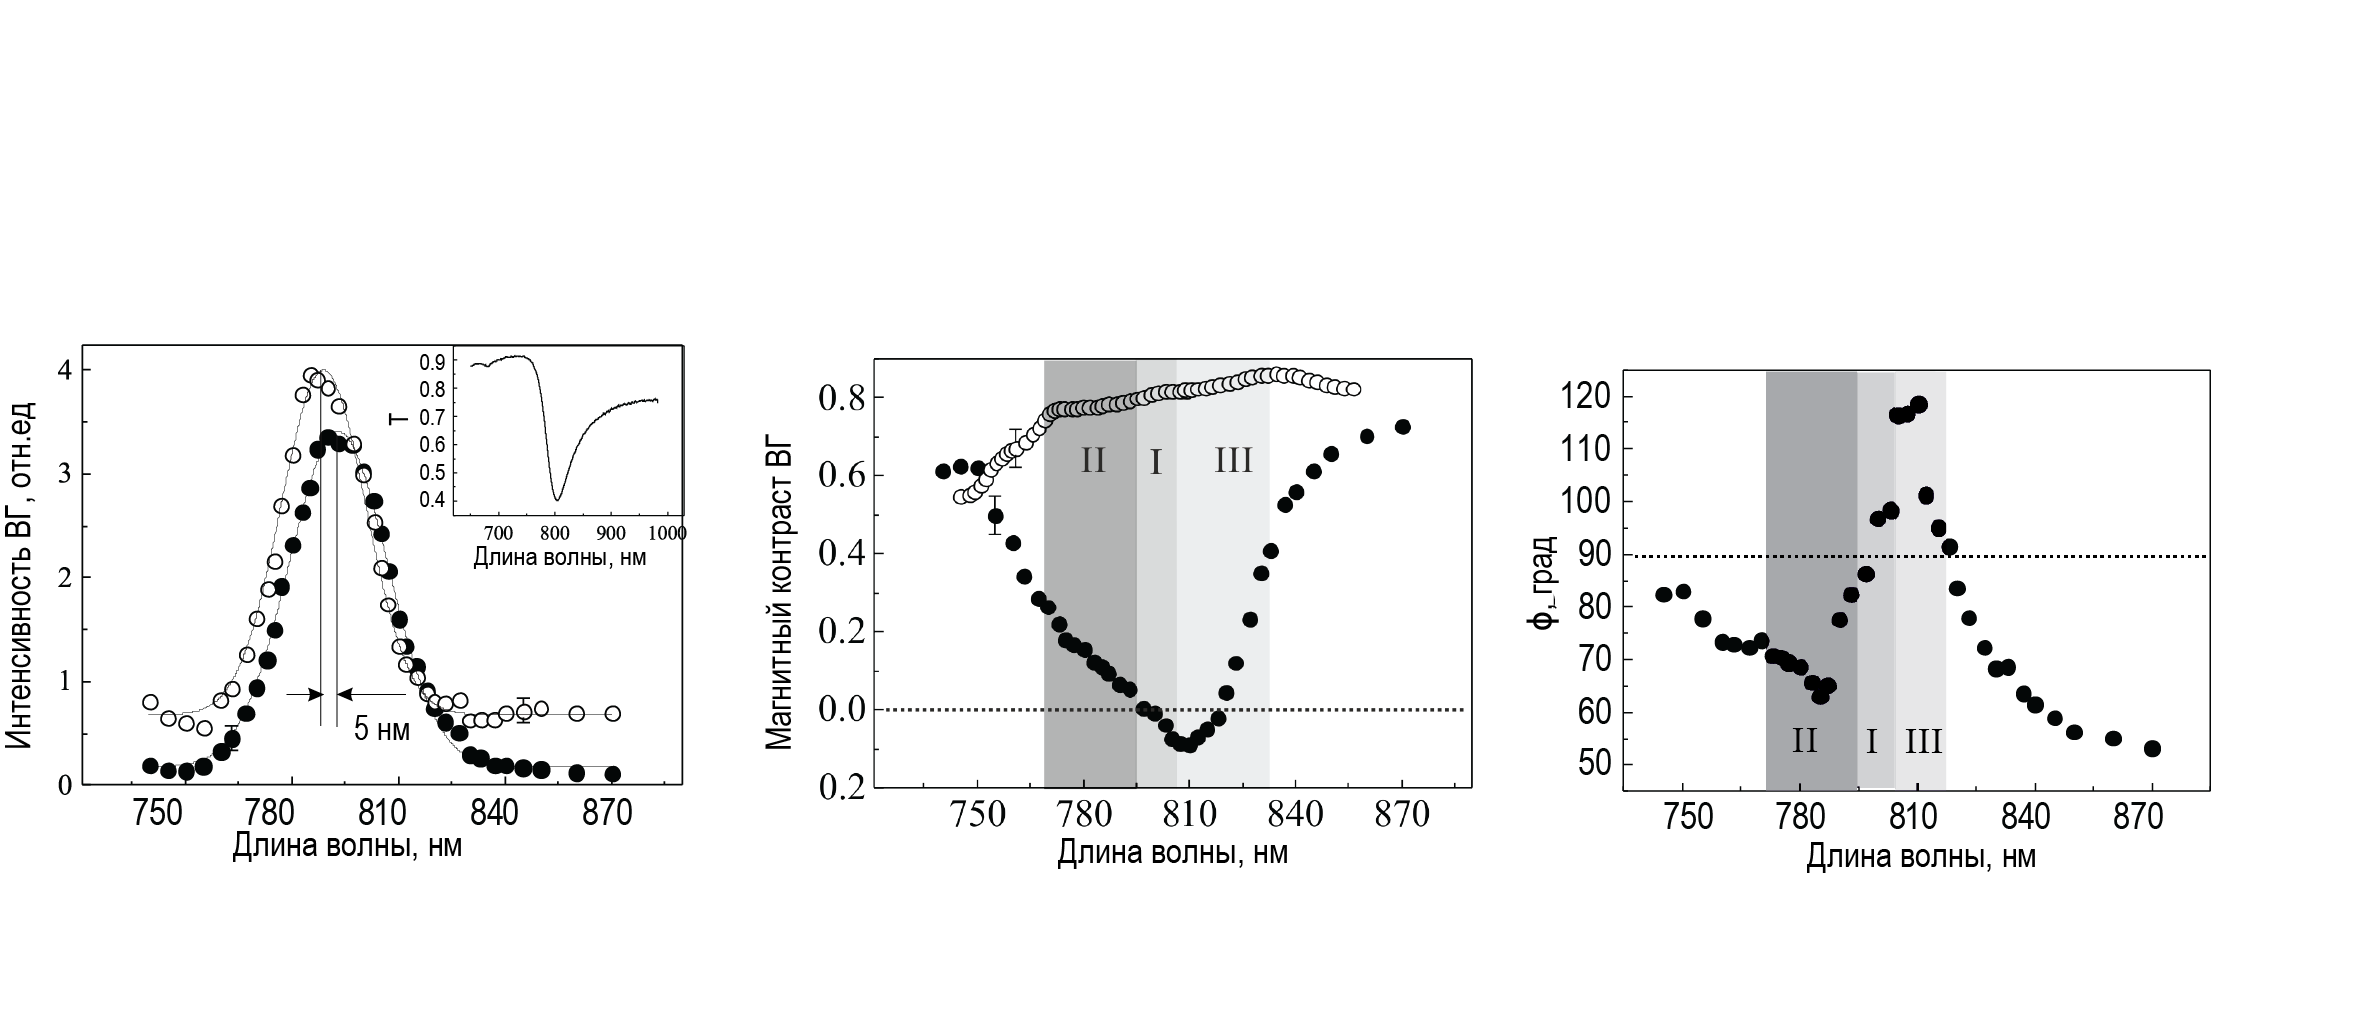 Интенсивность ВГ, отн.ед
4
3
2
1
0
750 780 810 840 870
Длина волны, нм
5 нм
T
0.9
0.8
0.7
0.6
0.5
0.4
700 800 900 1000
Длина волны, нм
Магнитный контраст ВГ
0.8
0.6
0.4
0.2
0.0
0.2
II I III
750 780 810 840 870
Длина волны, нм
ф, град
120
110
100
90
80
70
60
50
II I III
750 780 810 840 870
Длина волны, нм